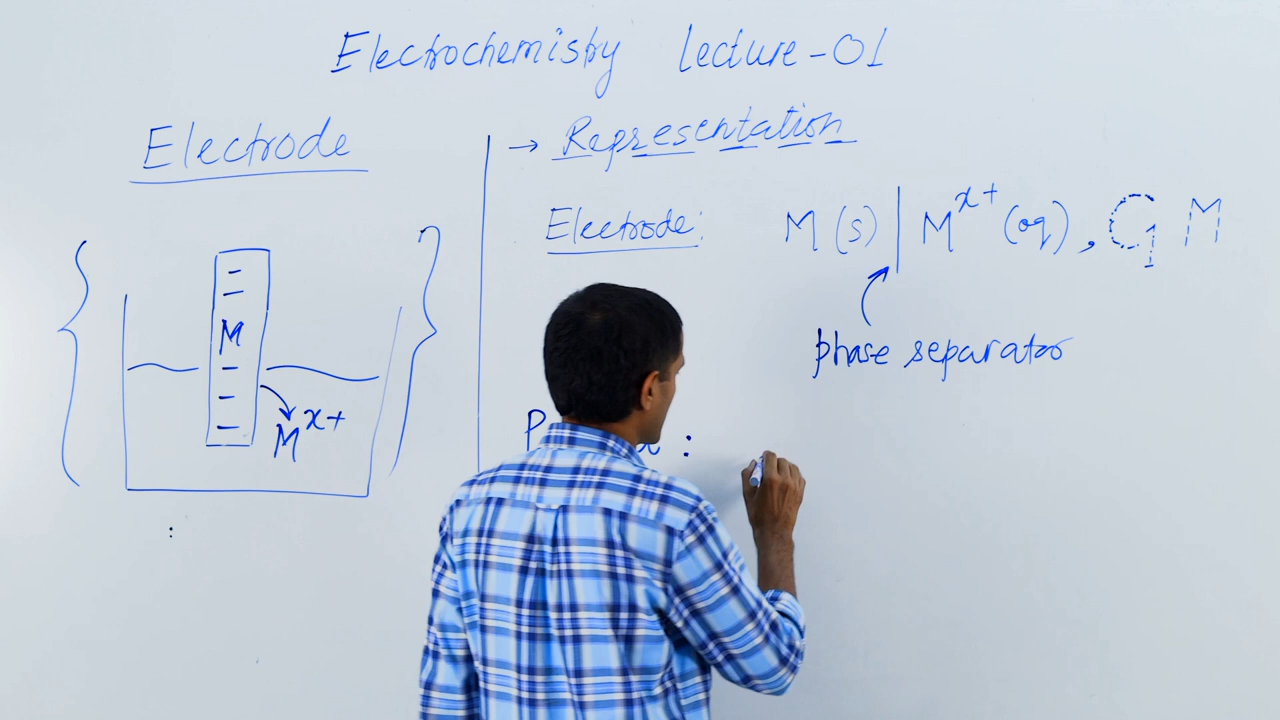 Electrochemistry Lecture-01
Electrode
→ Representation
Electrode: M(s) | M^x+ (aq), C₁ M
phase separator
M
M^x+